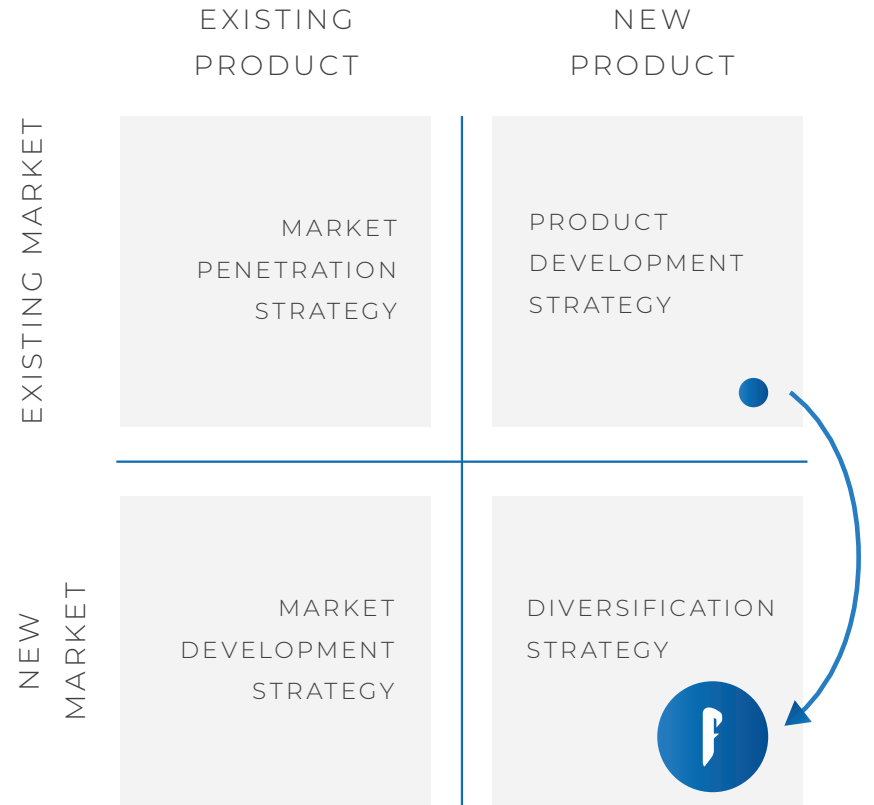 EXISTING
PRODUCT
NEW
PRODUCT
EXISTING MARKET
MARKET
PENETRATION
STRATEGY
PRODUCT
DEVELOPMENT
STRATEGY
NEW
MARKET
MARKET
DEVELOPMENT
STRATEGY
DIVERSIFICATION
STRATEGY